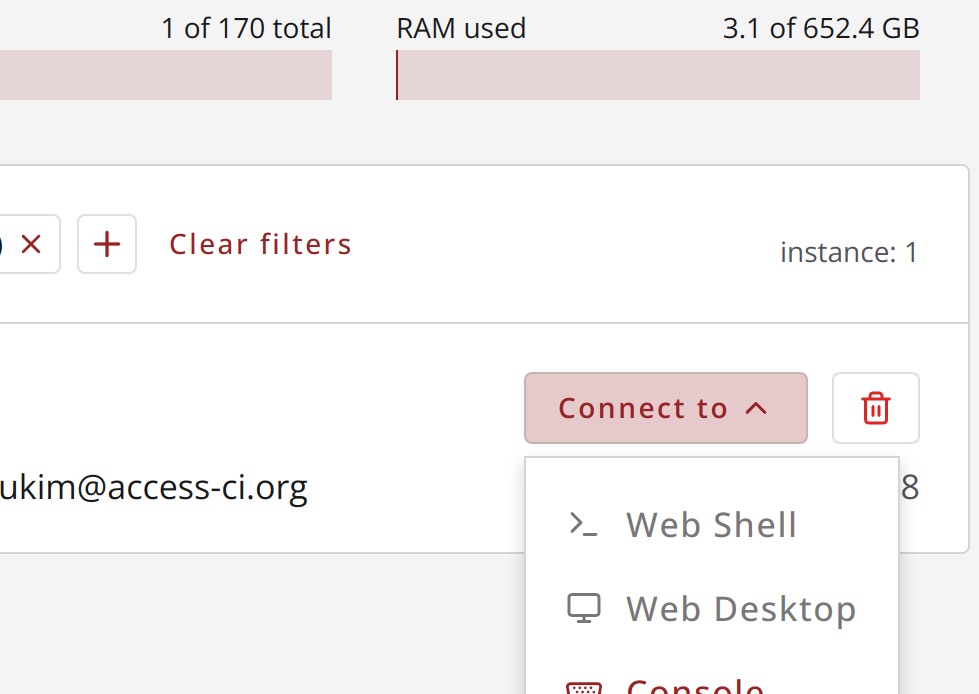 1 of 170 total
RAM used 3.1 of 652.4 GB
Clear filters
instance: 1
Connect to
ukim@access-ci.org
8
Web Shell
Web Desktop
Console